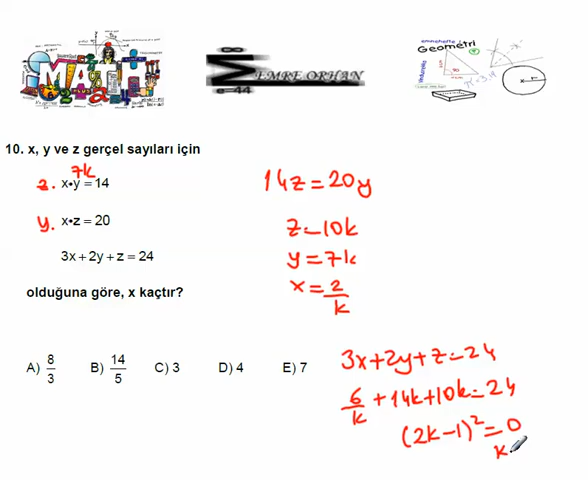 iMATH
EMRE ORHAN
e-44
Geometri
10. x, y ve z gerçel sayıları için
7k
z. x•y = 14
y. x•z = 20
3x + 2y + z = 24
olduğuna göre, x kaçtır?
A) 8/3 B) 14/5 C) 3 D) 4 E) 7
14z = 20y
z = 10k
y = 7k
x = 2/k
3x + 2y + z = 24
6/k + 14k + 10k = 24
(2k - 1)² = 0
k